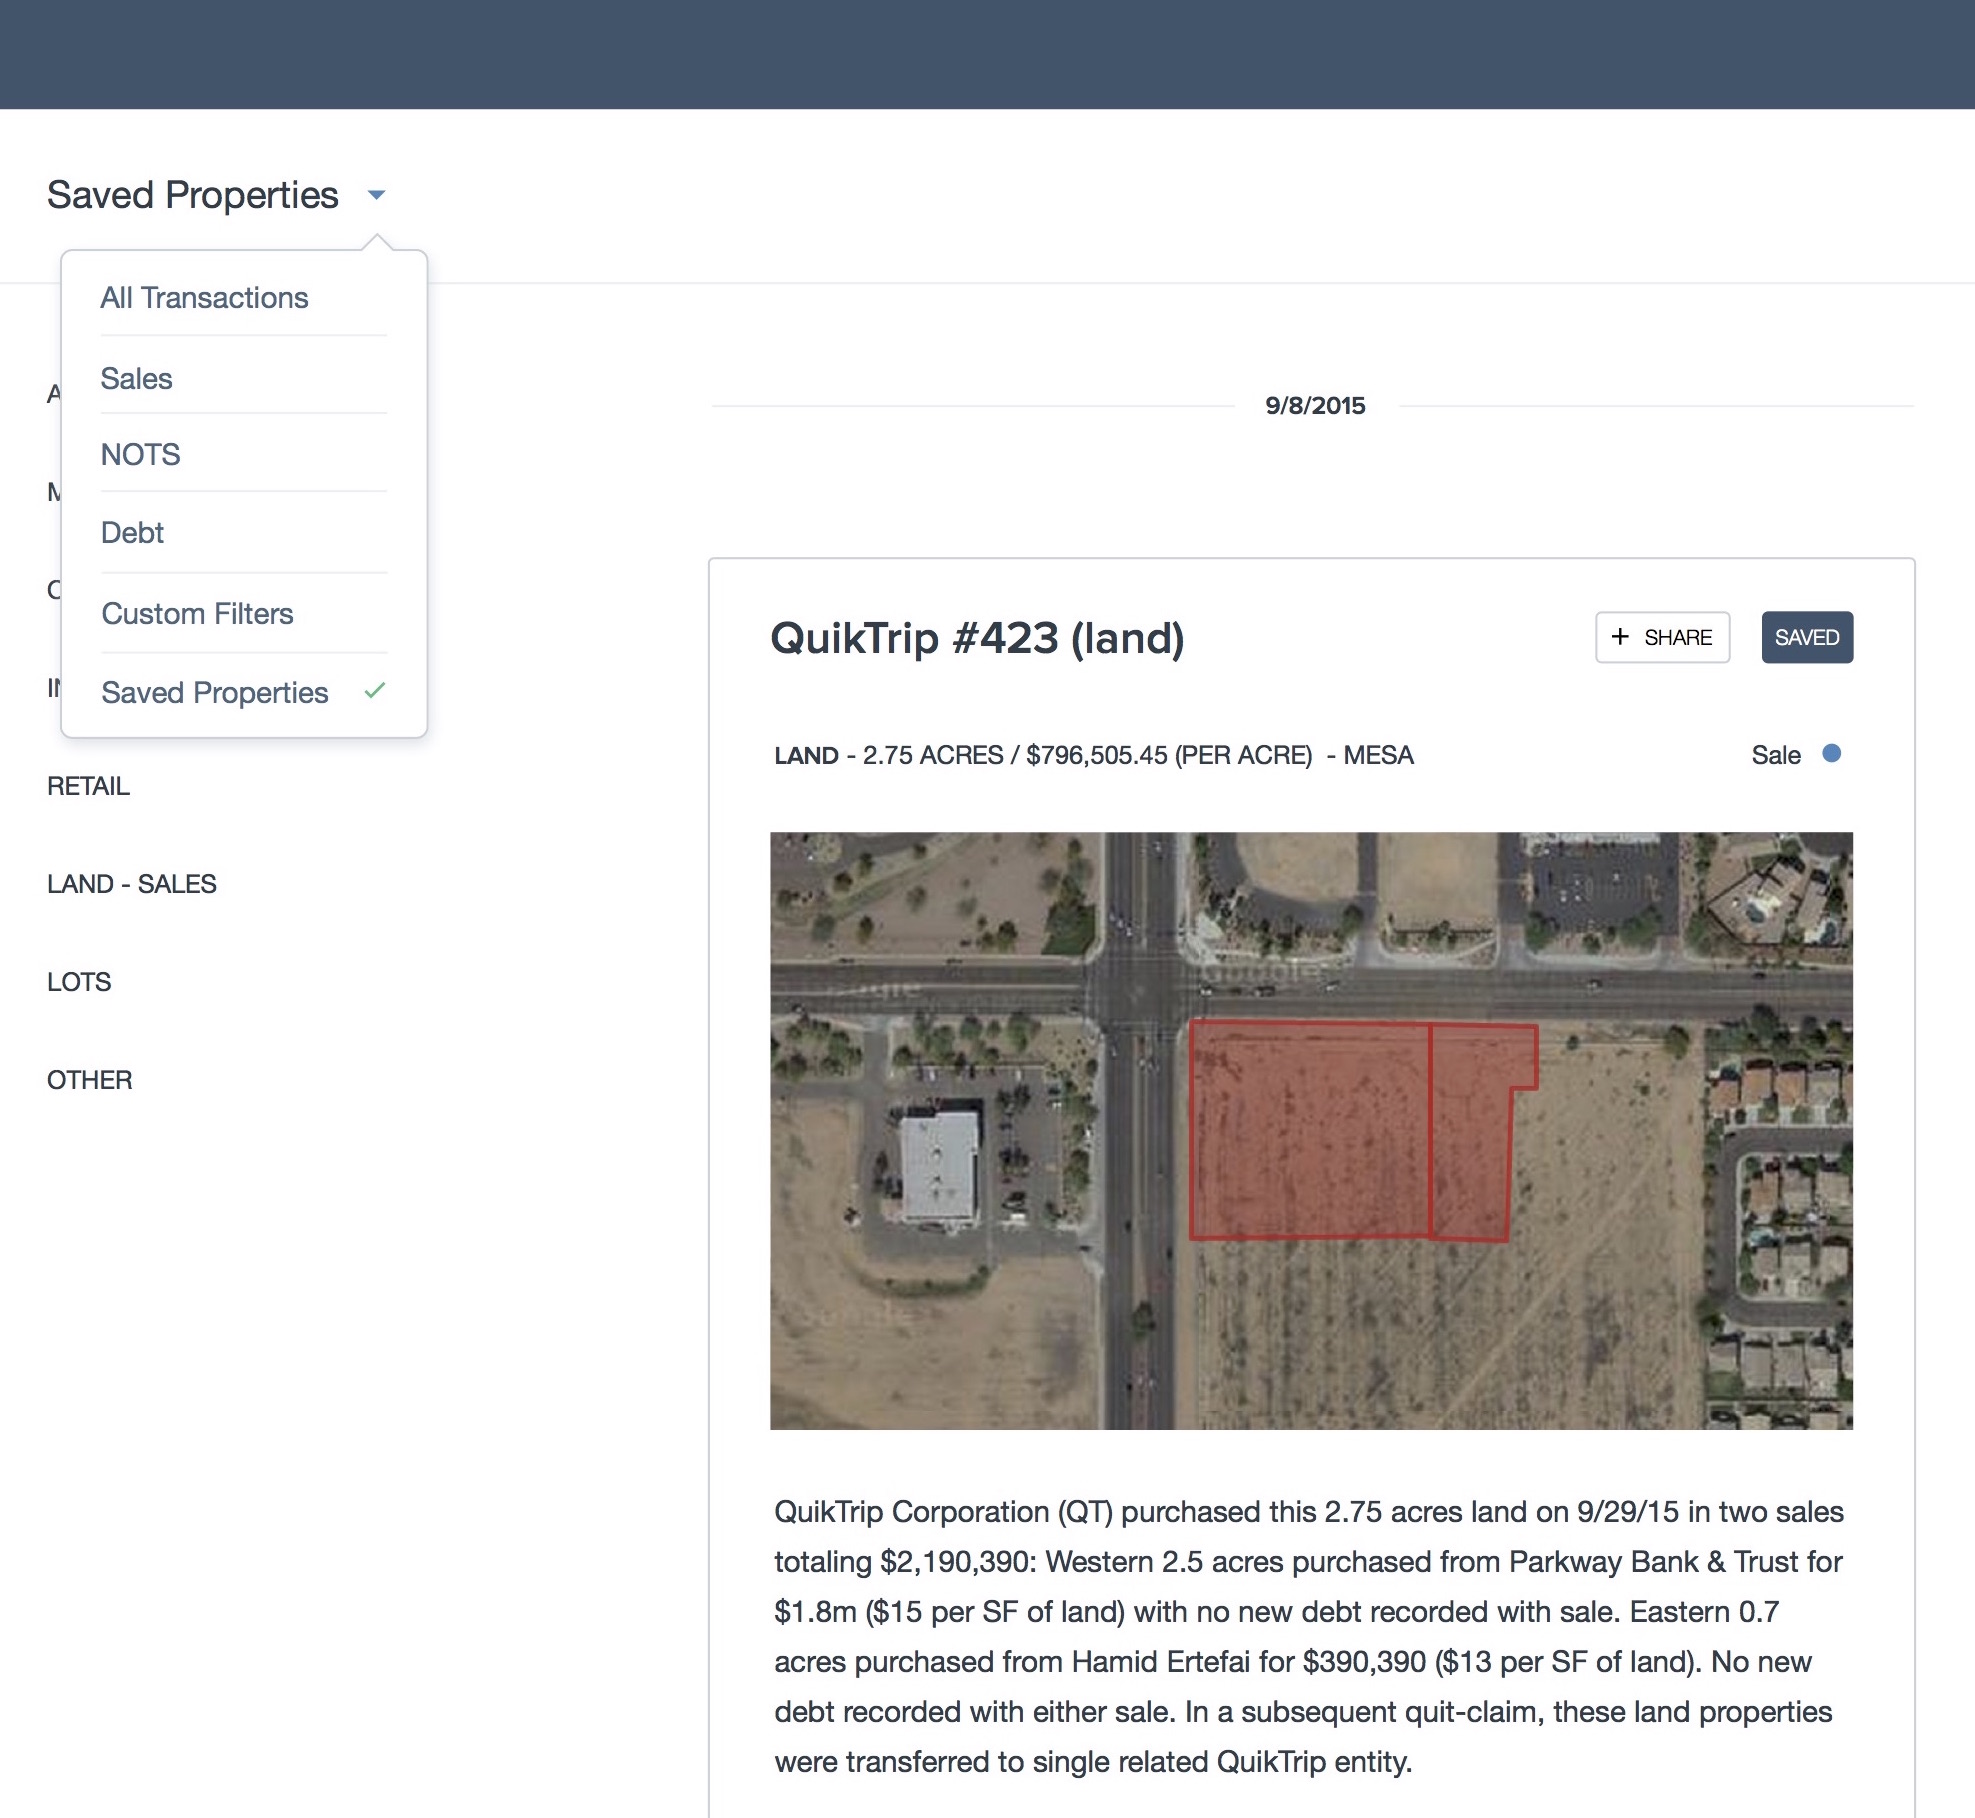 Saved Properties
All Transactions
Sales
NOTS
Debt
Custom Filters
Saved Properties
RETAIL
LAND - SALES
LOTS
OTHER
9/8/2015
QuikTrip #423 (land)
+ SHARE
SAVED
LAND - 2.75 ACRES / $796,505.45 (PER ACRE) - MESA
Sale
QuikTrip Corporation (QT) purchased this 2.75 acres land on 9/29/15 in two sales
totaling $2,190,390: Western 2.5 acres purchased from Parkway Bank & Trust for
$1.8m ($15 per SF of land) with no new debt recorded with sale. Eastern 0.7
acres purchased from Hamid Ertefai for $390,390 ($13 per SF of land). No new
debt recorded with either sale. In a subsequent quit-claim, these land properties
were transferred to single related QuikTrip entity.